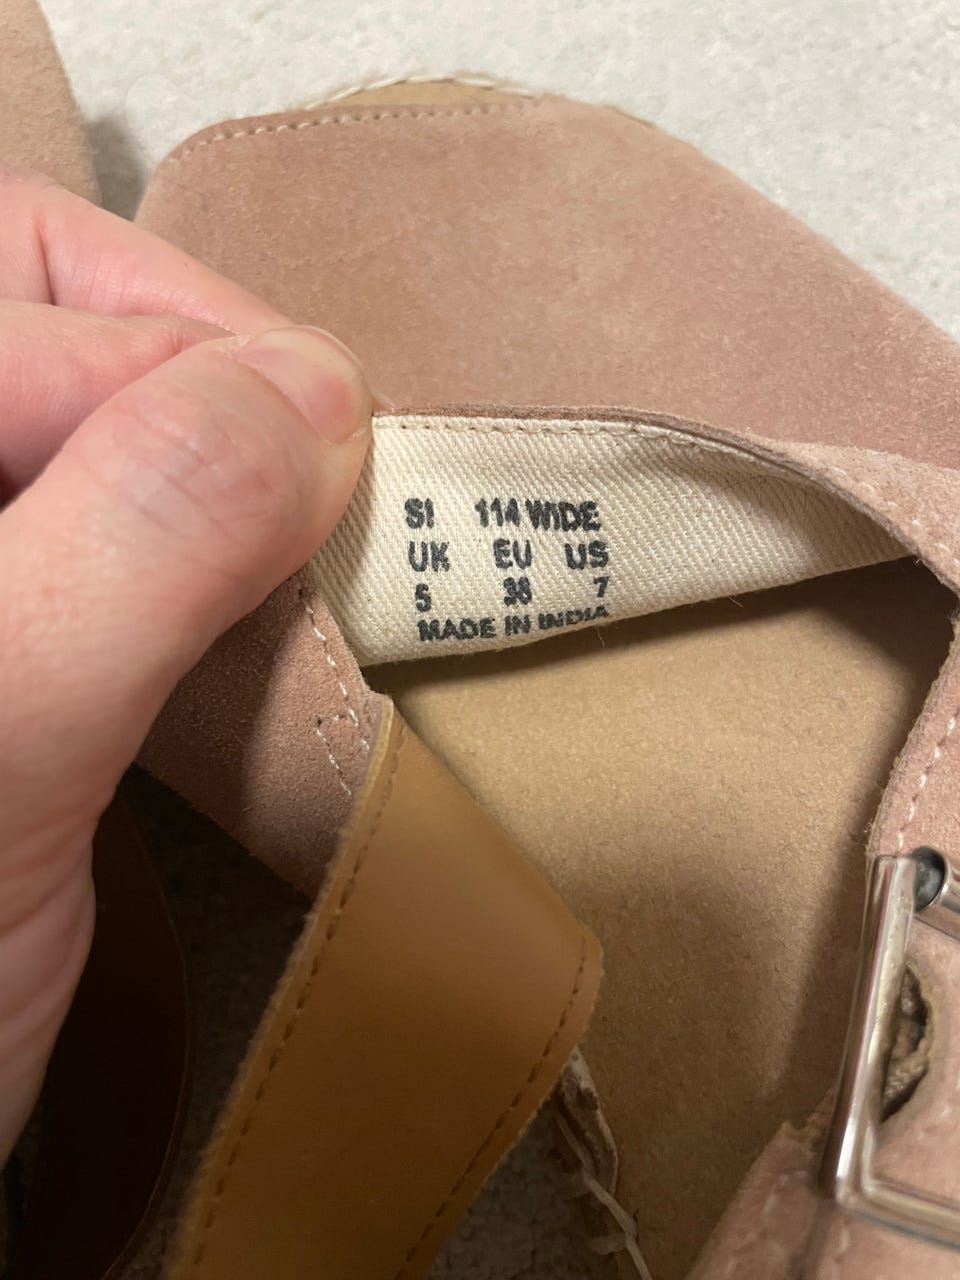 SI 114 WIDE
UK EU US
5 38 7
MADE IN INDIA